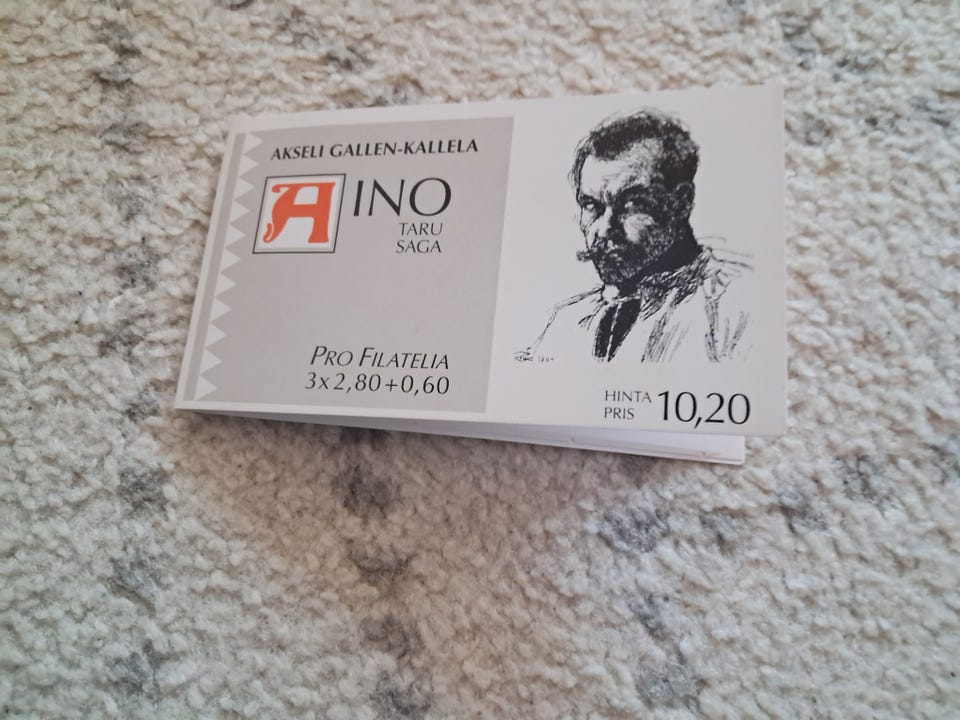 AKSELI GALLEN-KALLELA
AINO
TARU
SAGA
PRO FILATELIA
3x2,80+0,60
HINTA
PRIS 10,20